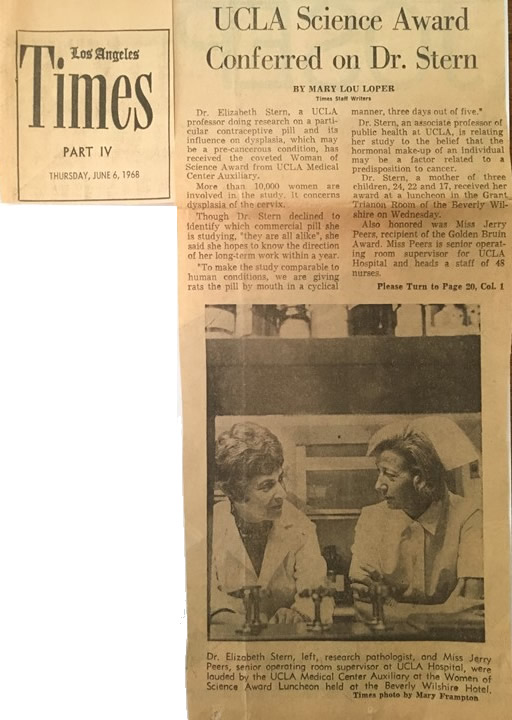 Los Angeles
Times
PART IV
THURSDAY, JUNE 6, 1968
UCLA Science Award
Conferred on Dr. Stern
BY MARY LOU LOPER
Times Staff Writers
Dr. Elizabeth Stern, a UCLA
professor doing research on a parti-
cular contraceptive pill and its
influence on dysplasia, which may
be a pre-cancerous condition, has
received the coveted Woman of
Science Award from UCLA Medical
Center Auxiliary.
More than 10,000 women are
involved in the study. It concerns
dysplasia of the cervix.
Though Dr. Stern declined to
identify which commercial pill she
is studying, "they are all alike", she
said she hopes to know the direction
of her long-term work within a year.
"To make the study comparable to
human conditions, we are giving
rats the pill by mouth in a cyclical
manner, three days out of five."
Dr. Stern, an associate professor of
public health at UCLA, is relating
her study to the belief that the
hormonal make-up of an individual
may be a factor related to a
predisposition to cancer.
Dr. Stern, a mother of three
children, 24, 22 and 17, received her
award at a luncheon in the Grant
Trianon Room of the Beverly Wil-
shire on Wednesday.
Also honored was Miss Jerry
Peers, recipient of the Golden Bruin
Award. Miss Peers is senior operat-
ing room supervisor for UCLA
Hospital and heads a staff of 48
nurses.
Please Turn to Page 20, Col. 1
Dr. Elizabeth Stern, left, research pathologist, and Miss Jerry
Peers, senior operating room supervisor at UCLA Hospital, were
lauded by the UCLA Medical Center Auxiliary at the Women of
Science Award Luncheon held at the Beverly Wilshire Hotel.
Times photo by Mary Frampton